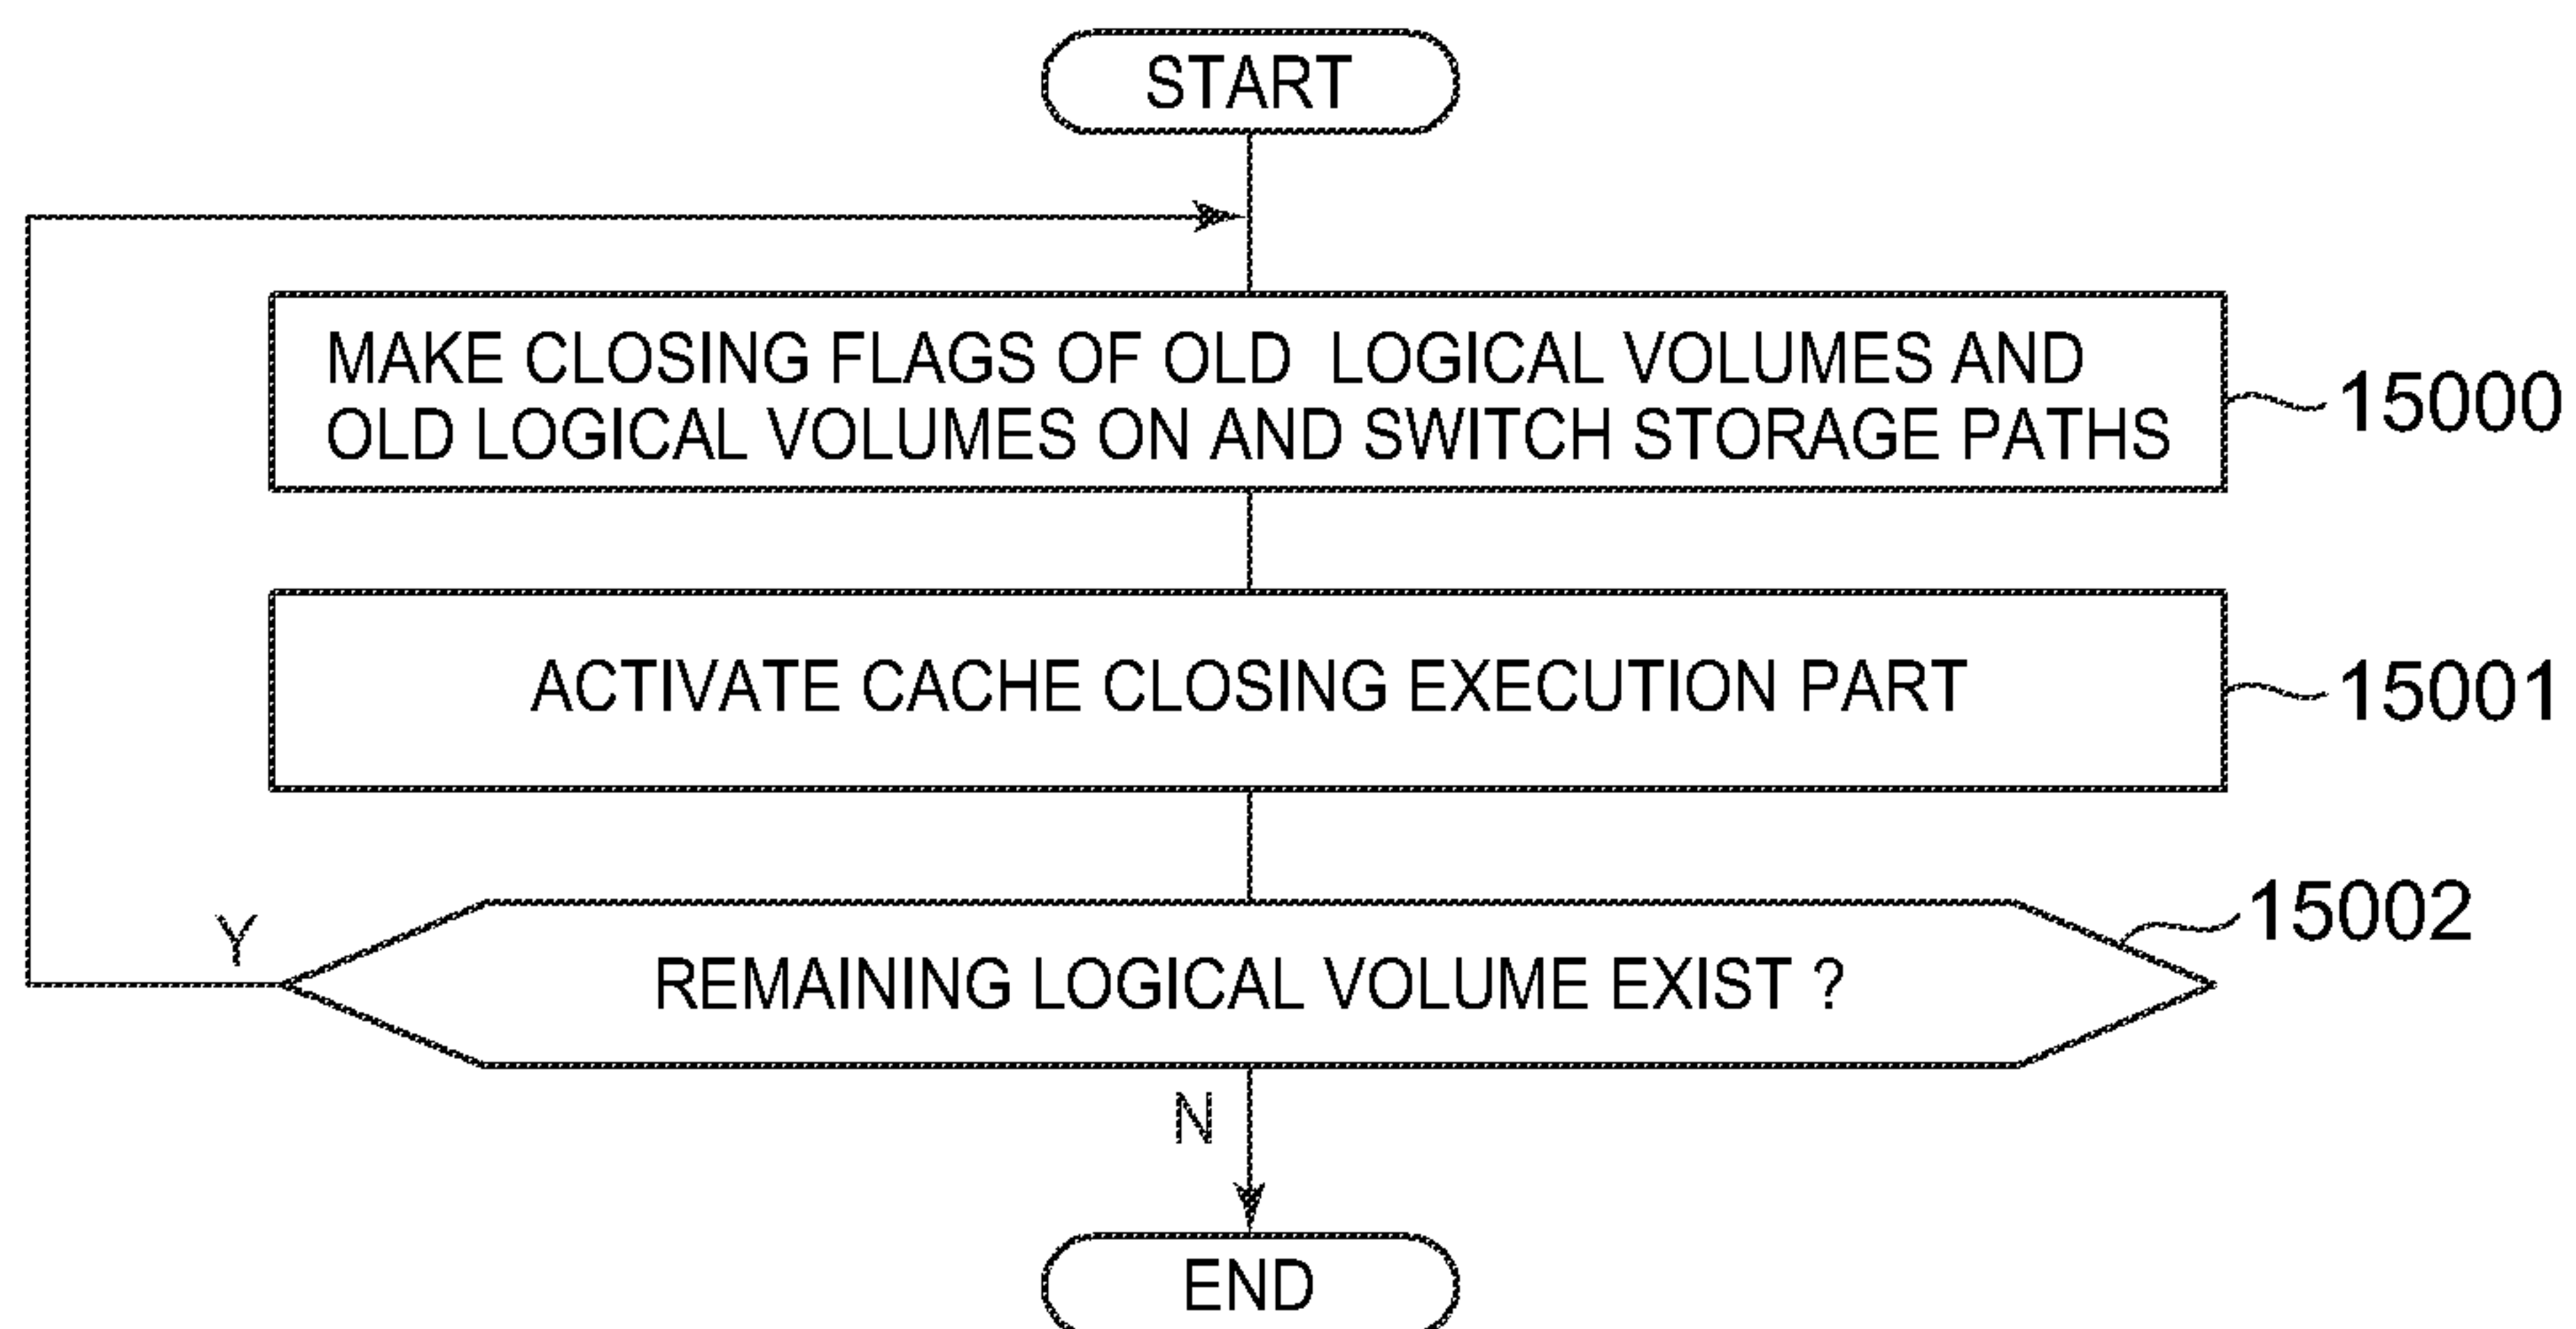 START
MAKE CLOSING FLAGS OF OLD LOGICAL VOLUMES AND
OLD LOGICAL VOLUMES ON AND SWITCH STORAGE PATHS
15000
ACTIVATE CACHE CLOSING EXECUTION PART
15001
15002
Y
REMAINING LOGICAL VOLUME EXIST ?
N
END